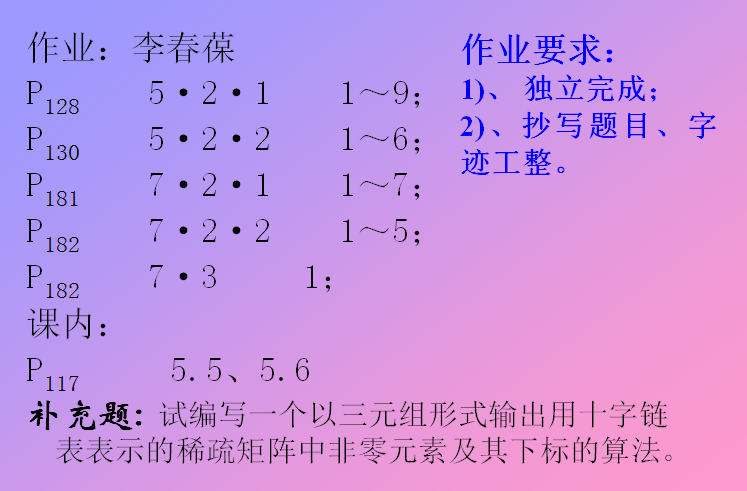 作业：李春葆
P128 5·2·1 1～9；
P130 5·2·2 1～6；
P181 7·2·1 1～7；
P182 7·2·2 1～5；
P182 7·3 1；
课内：
P117 5.5、5.6
补充题：试编写一个以三元组形式输出用十字链
表表示的稀疏矩阵中非零元素及其下标的算法。
作业要求：
1)、独立完成；
2)、抄写题目、字
迹工整。